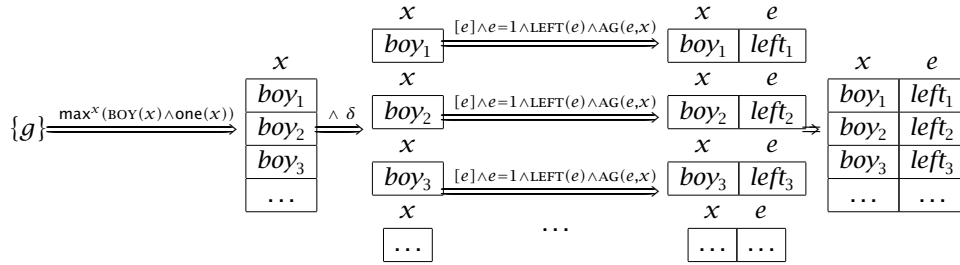 x [e]∧e=1∧LEFT(e)∧AG(e,x) x e
boy₁ boy₁ left₁
x x e x e
boy₁ x [e]∧e=1∧LEFT(e)∧AG(e,x) x e boy₁ left₁
{g} maxˣ(BOY(x)∧one(x)) boy₂ ∧ δ boy₂ boy₂ left₂ boy₂ left₂
boy₃ x [e]∧e=1∧LEFT(e)∧AG(e,x) x e boy₃ left₃
... boy₃ boy₃ left₃ ... ...
x ... x e
... ... ...